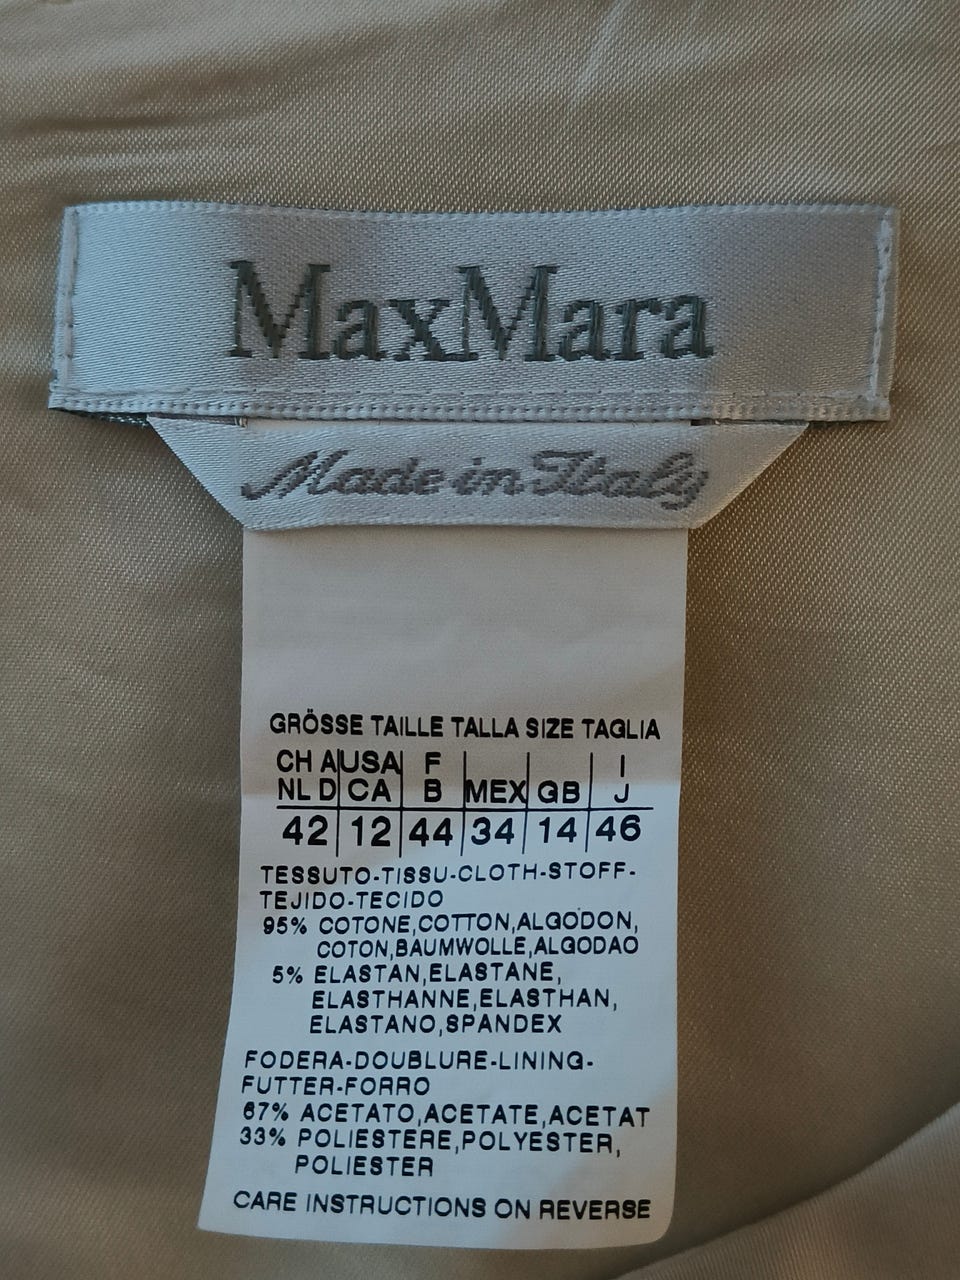 MaxMara
Made in Italy
GRÖSSE TAILLE TALLA SIZE TAGLIA
CH A USA F I
NL D CA B MEX GB J
42 12 44 34 14 46
TESSUTO-TISSU-CLOTH-STOFF-
TEJIDO-TECIDO
95% COTONE,COTTON,ALGODON,
COTON,BAUMWOLLE,ALGODAO
5% ELASTAN,ELASTANE,
ELASTHANNE,ELASTHAN,
ELASTANO,SPANDEX
FODERA-DOUBLURE-LINING-
FUTTER-FORRO
67% ACETATO,ACETATE,ACETAT
33% POLIESTERE,POLYESTER,
POLIESTER
CARE INSTRUCTIONS ON REVERSE